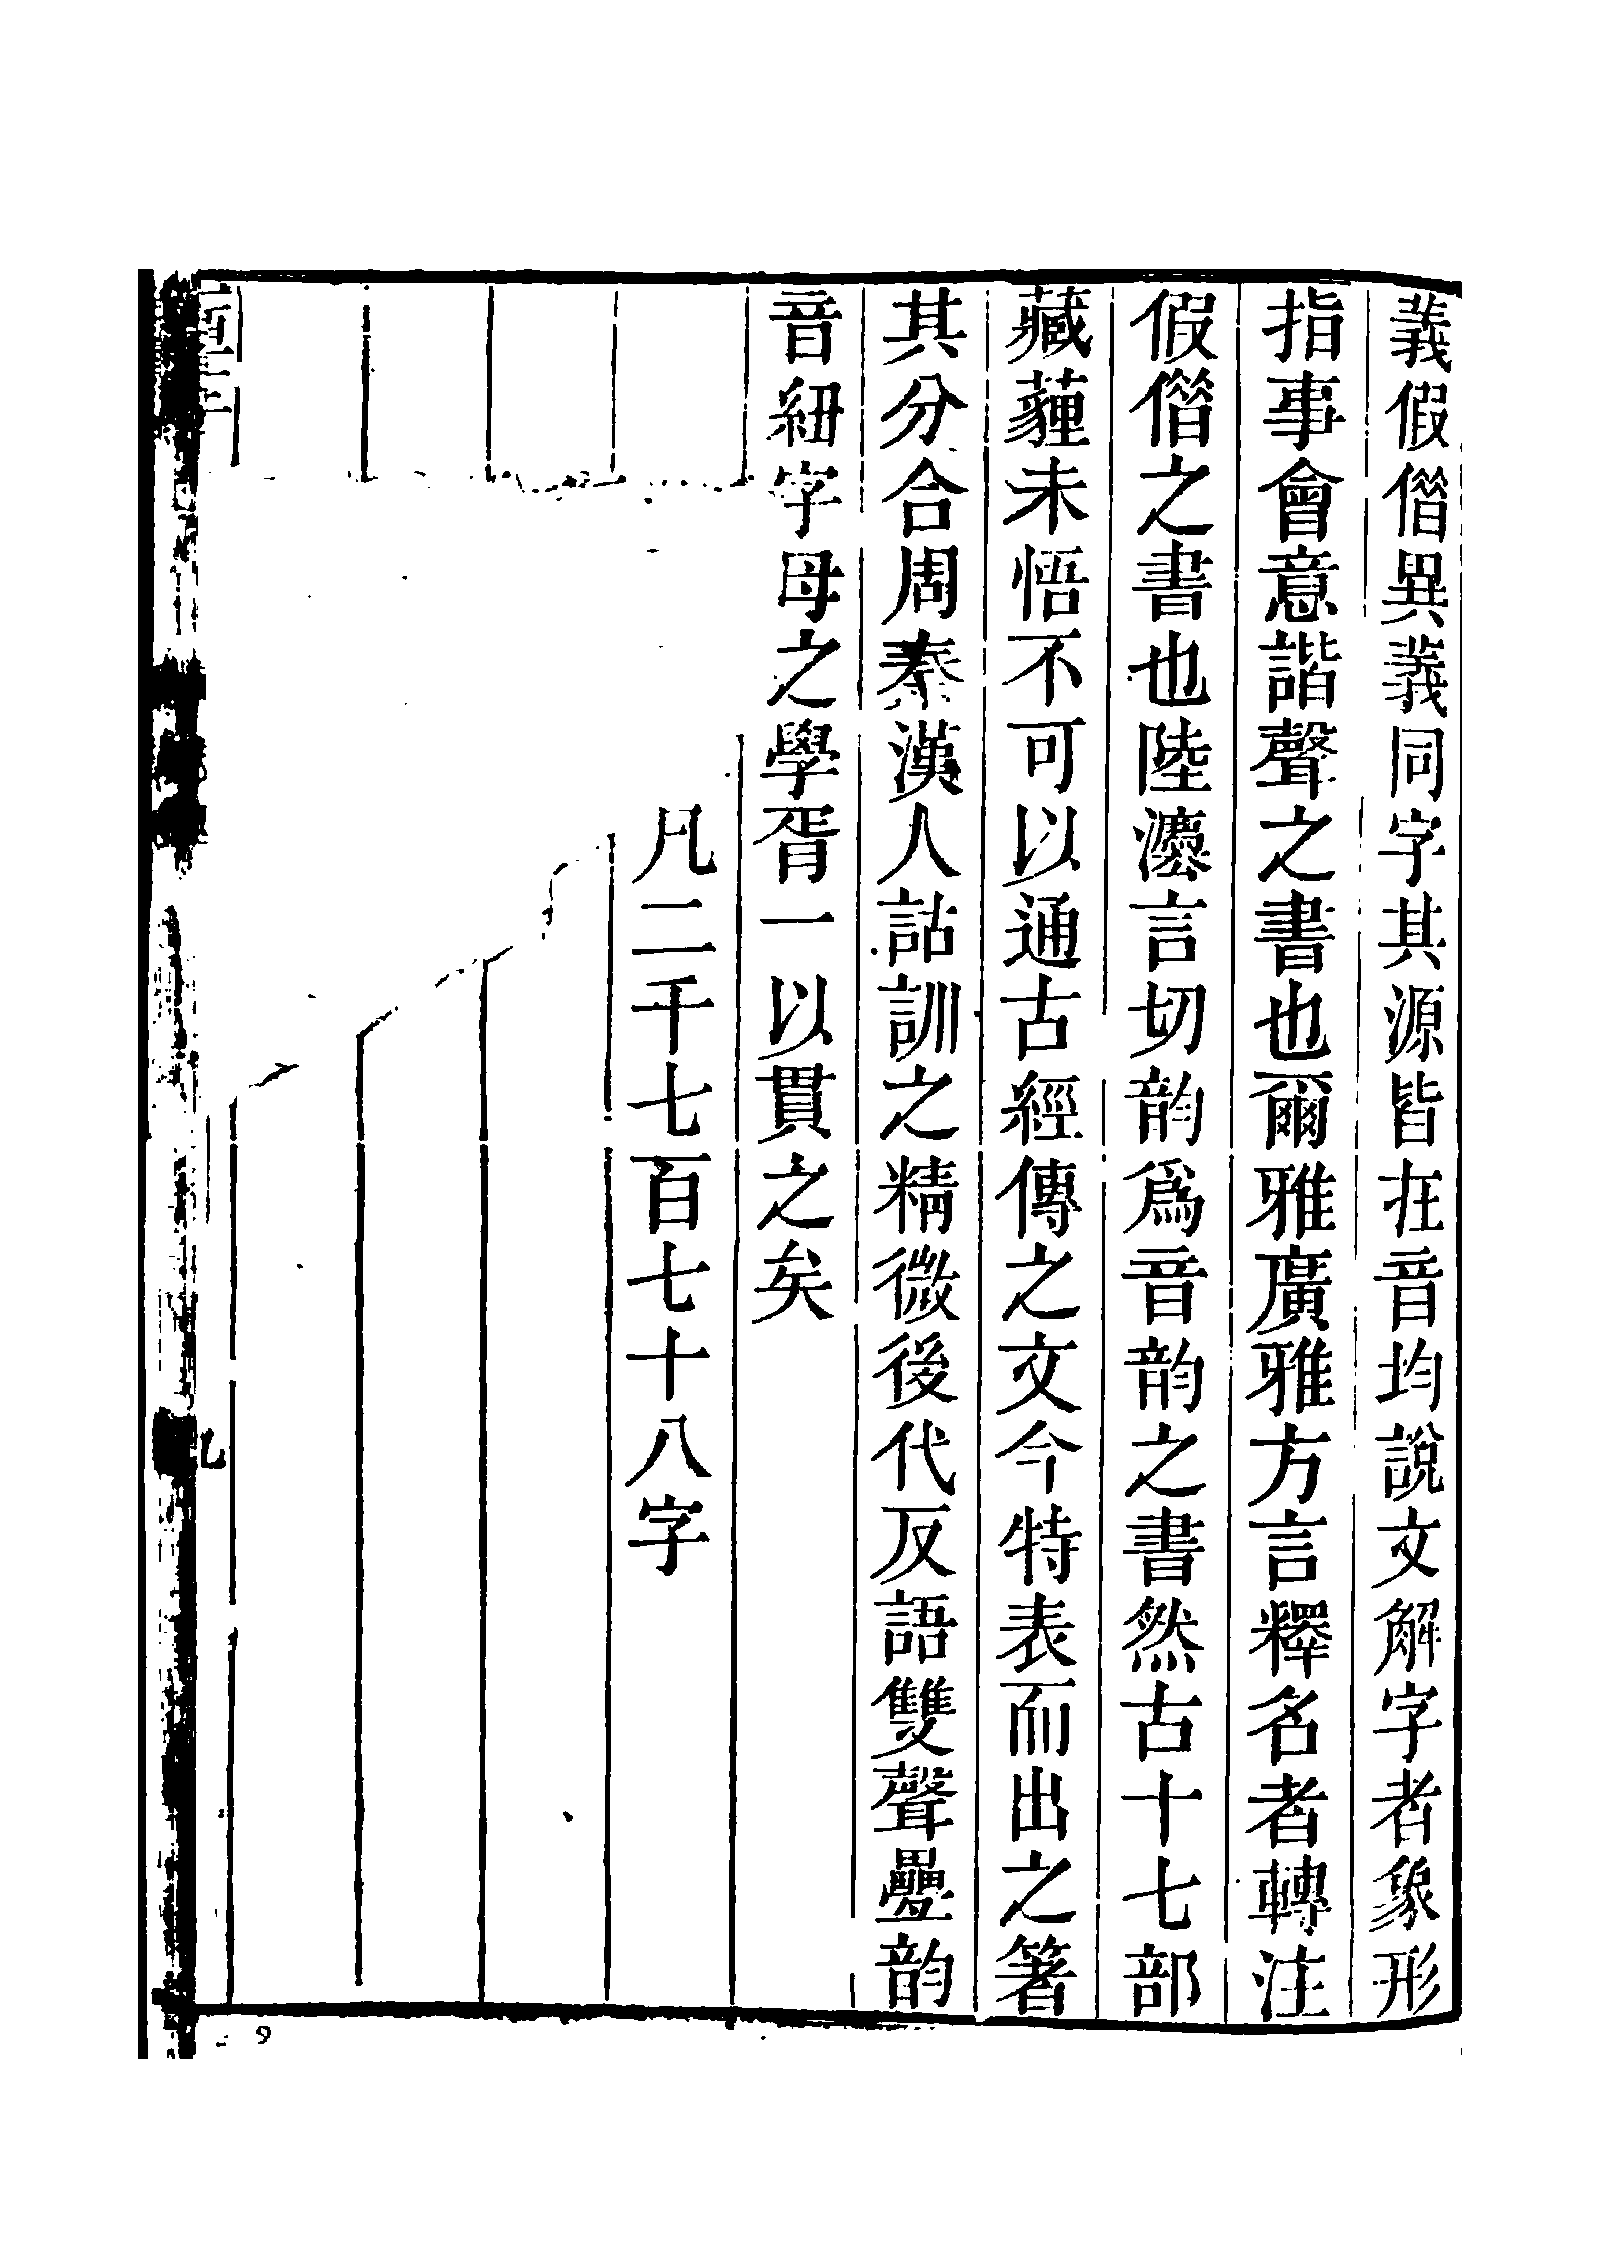 義假偺異義同字其源皆在音均說文解字者象形
指事會意諧聲之書也爾雅廣雅方言釋名者轉注
假偺之書也陸灋言切韵爲音韵之書然古十七部
藏薶未悟不可以通古經傳之文今特表而出之箸
其分合周秦漢人詁訓之精微後代反語雙聲疊韵
音紐字母之學胥一以貫之矣
凡二千七百七十八字
9